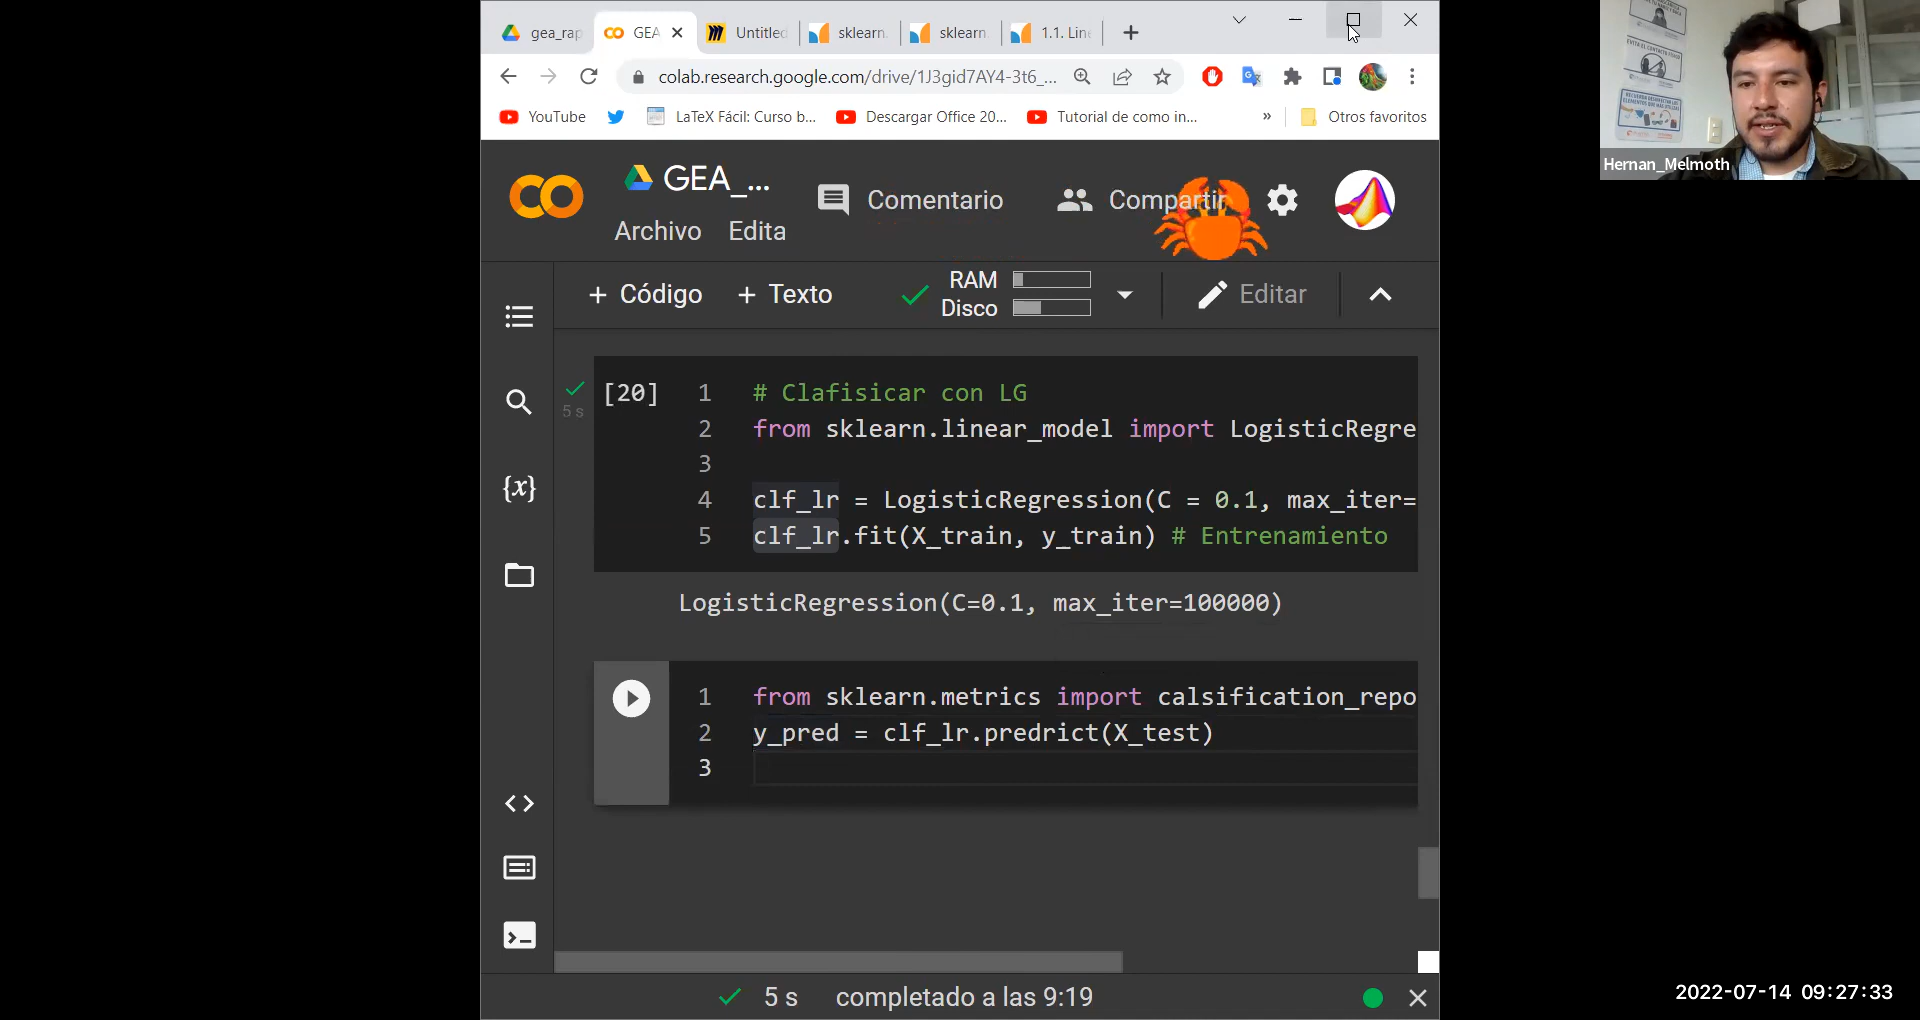 gea_rap
GEA
Untitled
sklearn.
sklearn.
1.1. Lin
colab.research.google.com/drive/1J3gid7AY4-3t6_...
YouTube
LaTeX Fácil: Curso b...
Descargar Office 20...
Tutorial de como in...
»
Otros favoritos
GEA_...
Comentario
Compartir
Archivo Edita
+ Código + Texto
RAM
Disco
Editar
[20]
5 s
1 # Clafisicar con LG
2 from sklearn.linear_model import LogisticRegre
3
4 clf_lr = LogisticRegression(C = 0.1, max_iter=
5 clf_lr.fit(X_train, y_train) # Entrenamiento
LogisticRegression(C=0.1, max_iter=100000)
1 from sklearn.metrics import calsification_repo
2 y_pred = clf_lr.predrict(X_test)
3
{x}
5 s completado a las 9:19
Hernan_Melmoth
2022-07-14 09:27:33